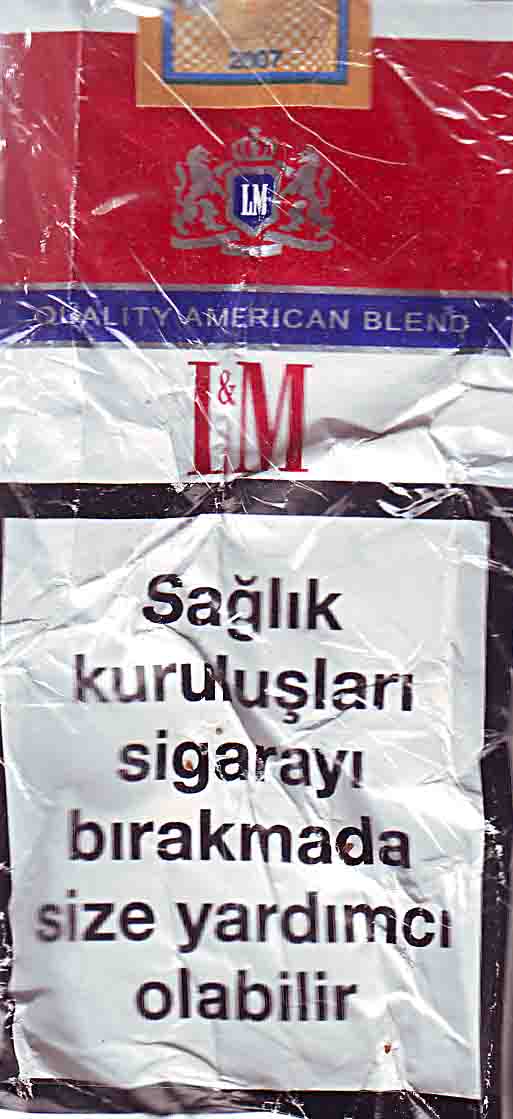 2007
LM
QUALITY AMERICAN BLEND
L&M
Sağlık
kuruluşları
sigarayı
bırakmada
size yardımcı
olabilir